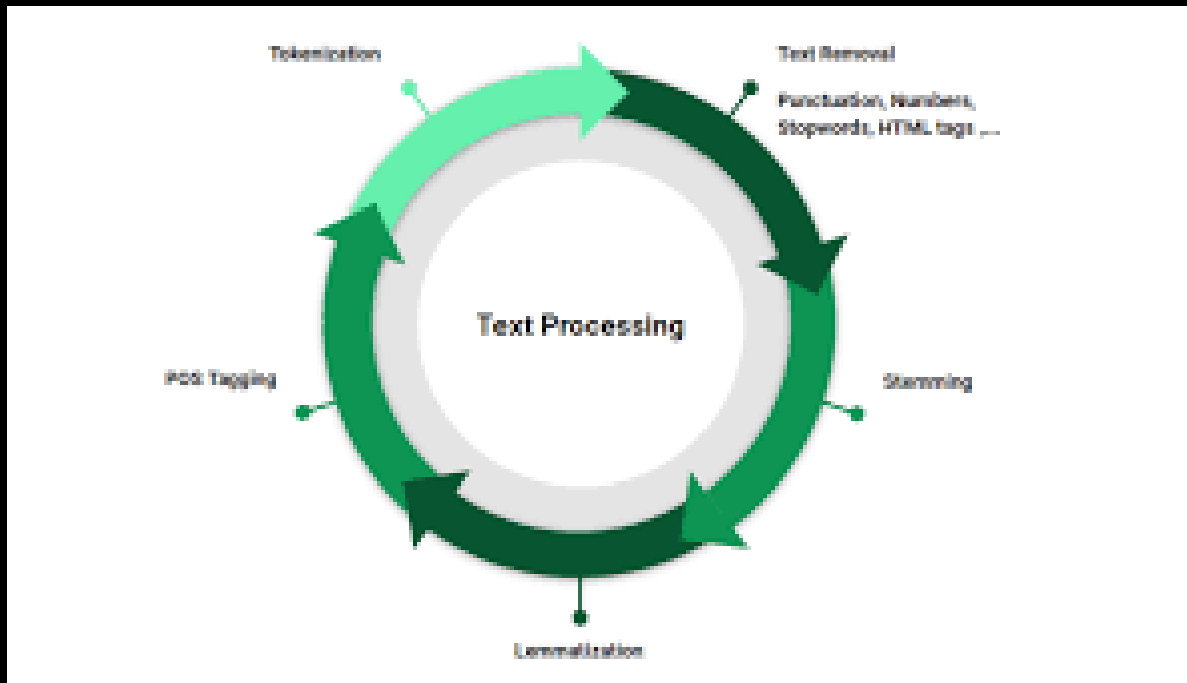 Tokenization
Text Removal
Punctuation, Numbers,
Stopwords, HTML tags ,...
Text Processing
POS Tagging
Stemming
Lemmatization